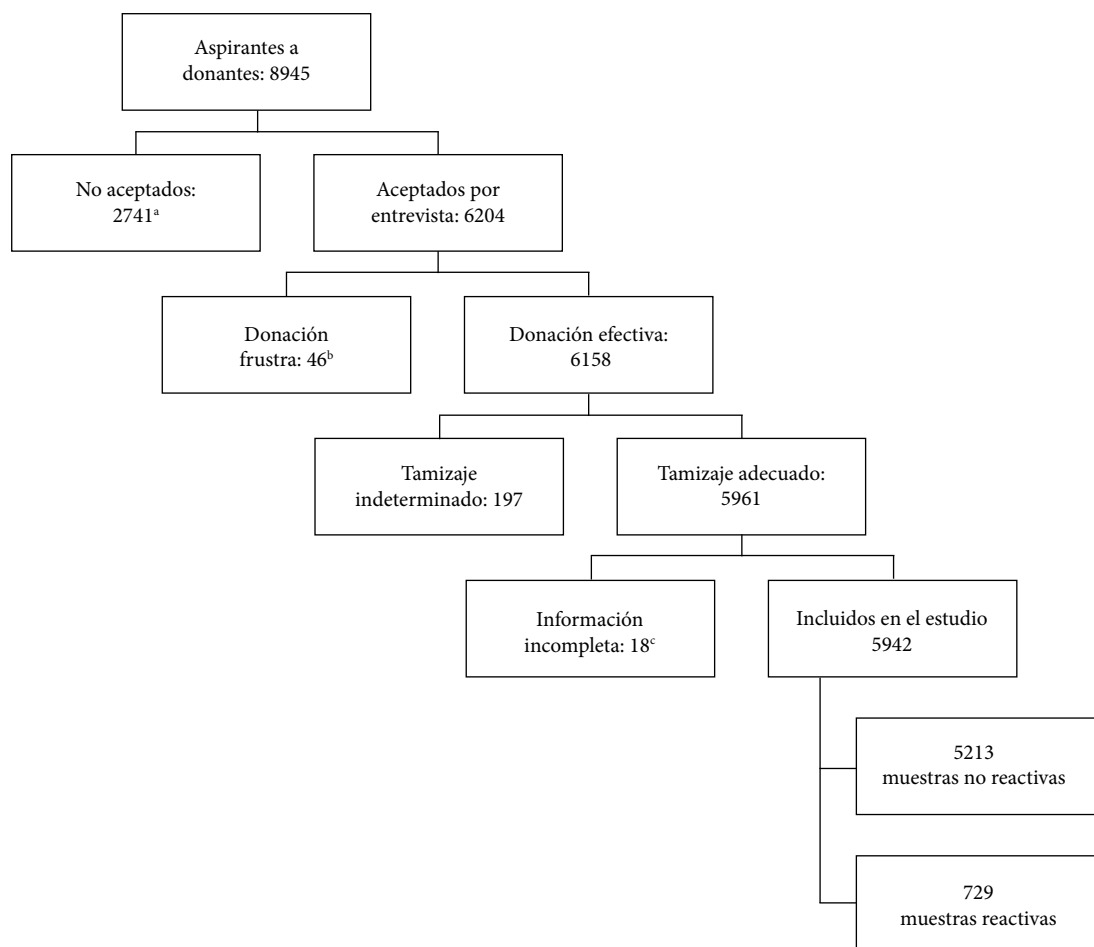 Aspirantes a
donantes: 8945
No aceptados:
2741ᵃ
Aceptados por
entrevista: 6204
Donación
frustra: 46ᵇ
Donación efectiva:
6158
Tamizaje
indeterminado: 197
Tamizaje adecuado:
5961
Información
incompleta: 18ᶜ
Incluidos en el estudio
5942
5213
muestras no reactivas
729
muestras reactivas